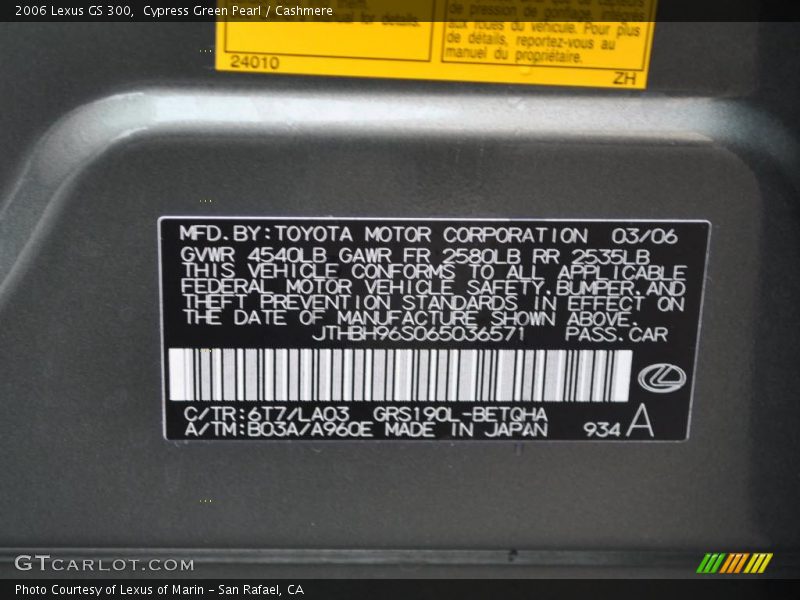 2006 Lexus GS 300,  Cypress Green Pearl / Cashmere
manual for details.
24010
de pression de gonflage, insérés
aux roues du véhicule. Pour plus
de détails, reportez-vous au
manuel du propriétaire.
ZH
MFD.BY:TOYOTA MOTOR CORPORATION 03/06
GVWR 4540LB GAWR FR 2580LB RR 2535LB
THIS VEHICLE CONFORMS TO ALL APPLICABLE
FEDERAL MOTOR VEHICLE SAFETY,BUMPER,AND
THEFT PREVENTION STANDARDS IN EFFECT ON
THE DATE OF MANUFACTURE SHOWN ABOVE.
JTHBH96S065036571 PASS.CAR
C/TR:6T7/LA03 GRS190L-BETQHA
A/TM:B03A/A960E MADE IN JAPAN 934 A
GTCARLOT.COM
Photo Courtesy of Lexus of Marin - San Rafael, CA